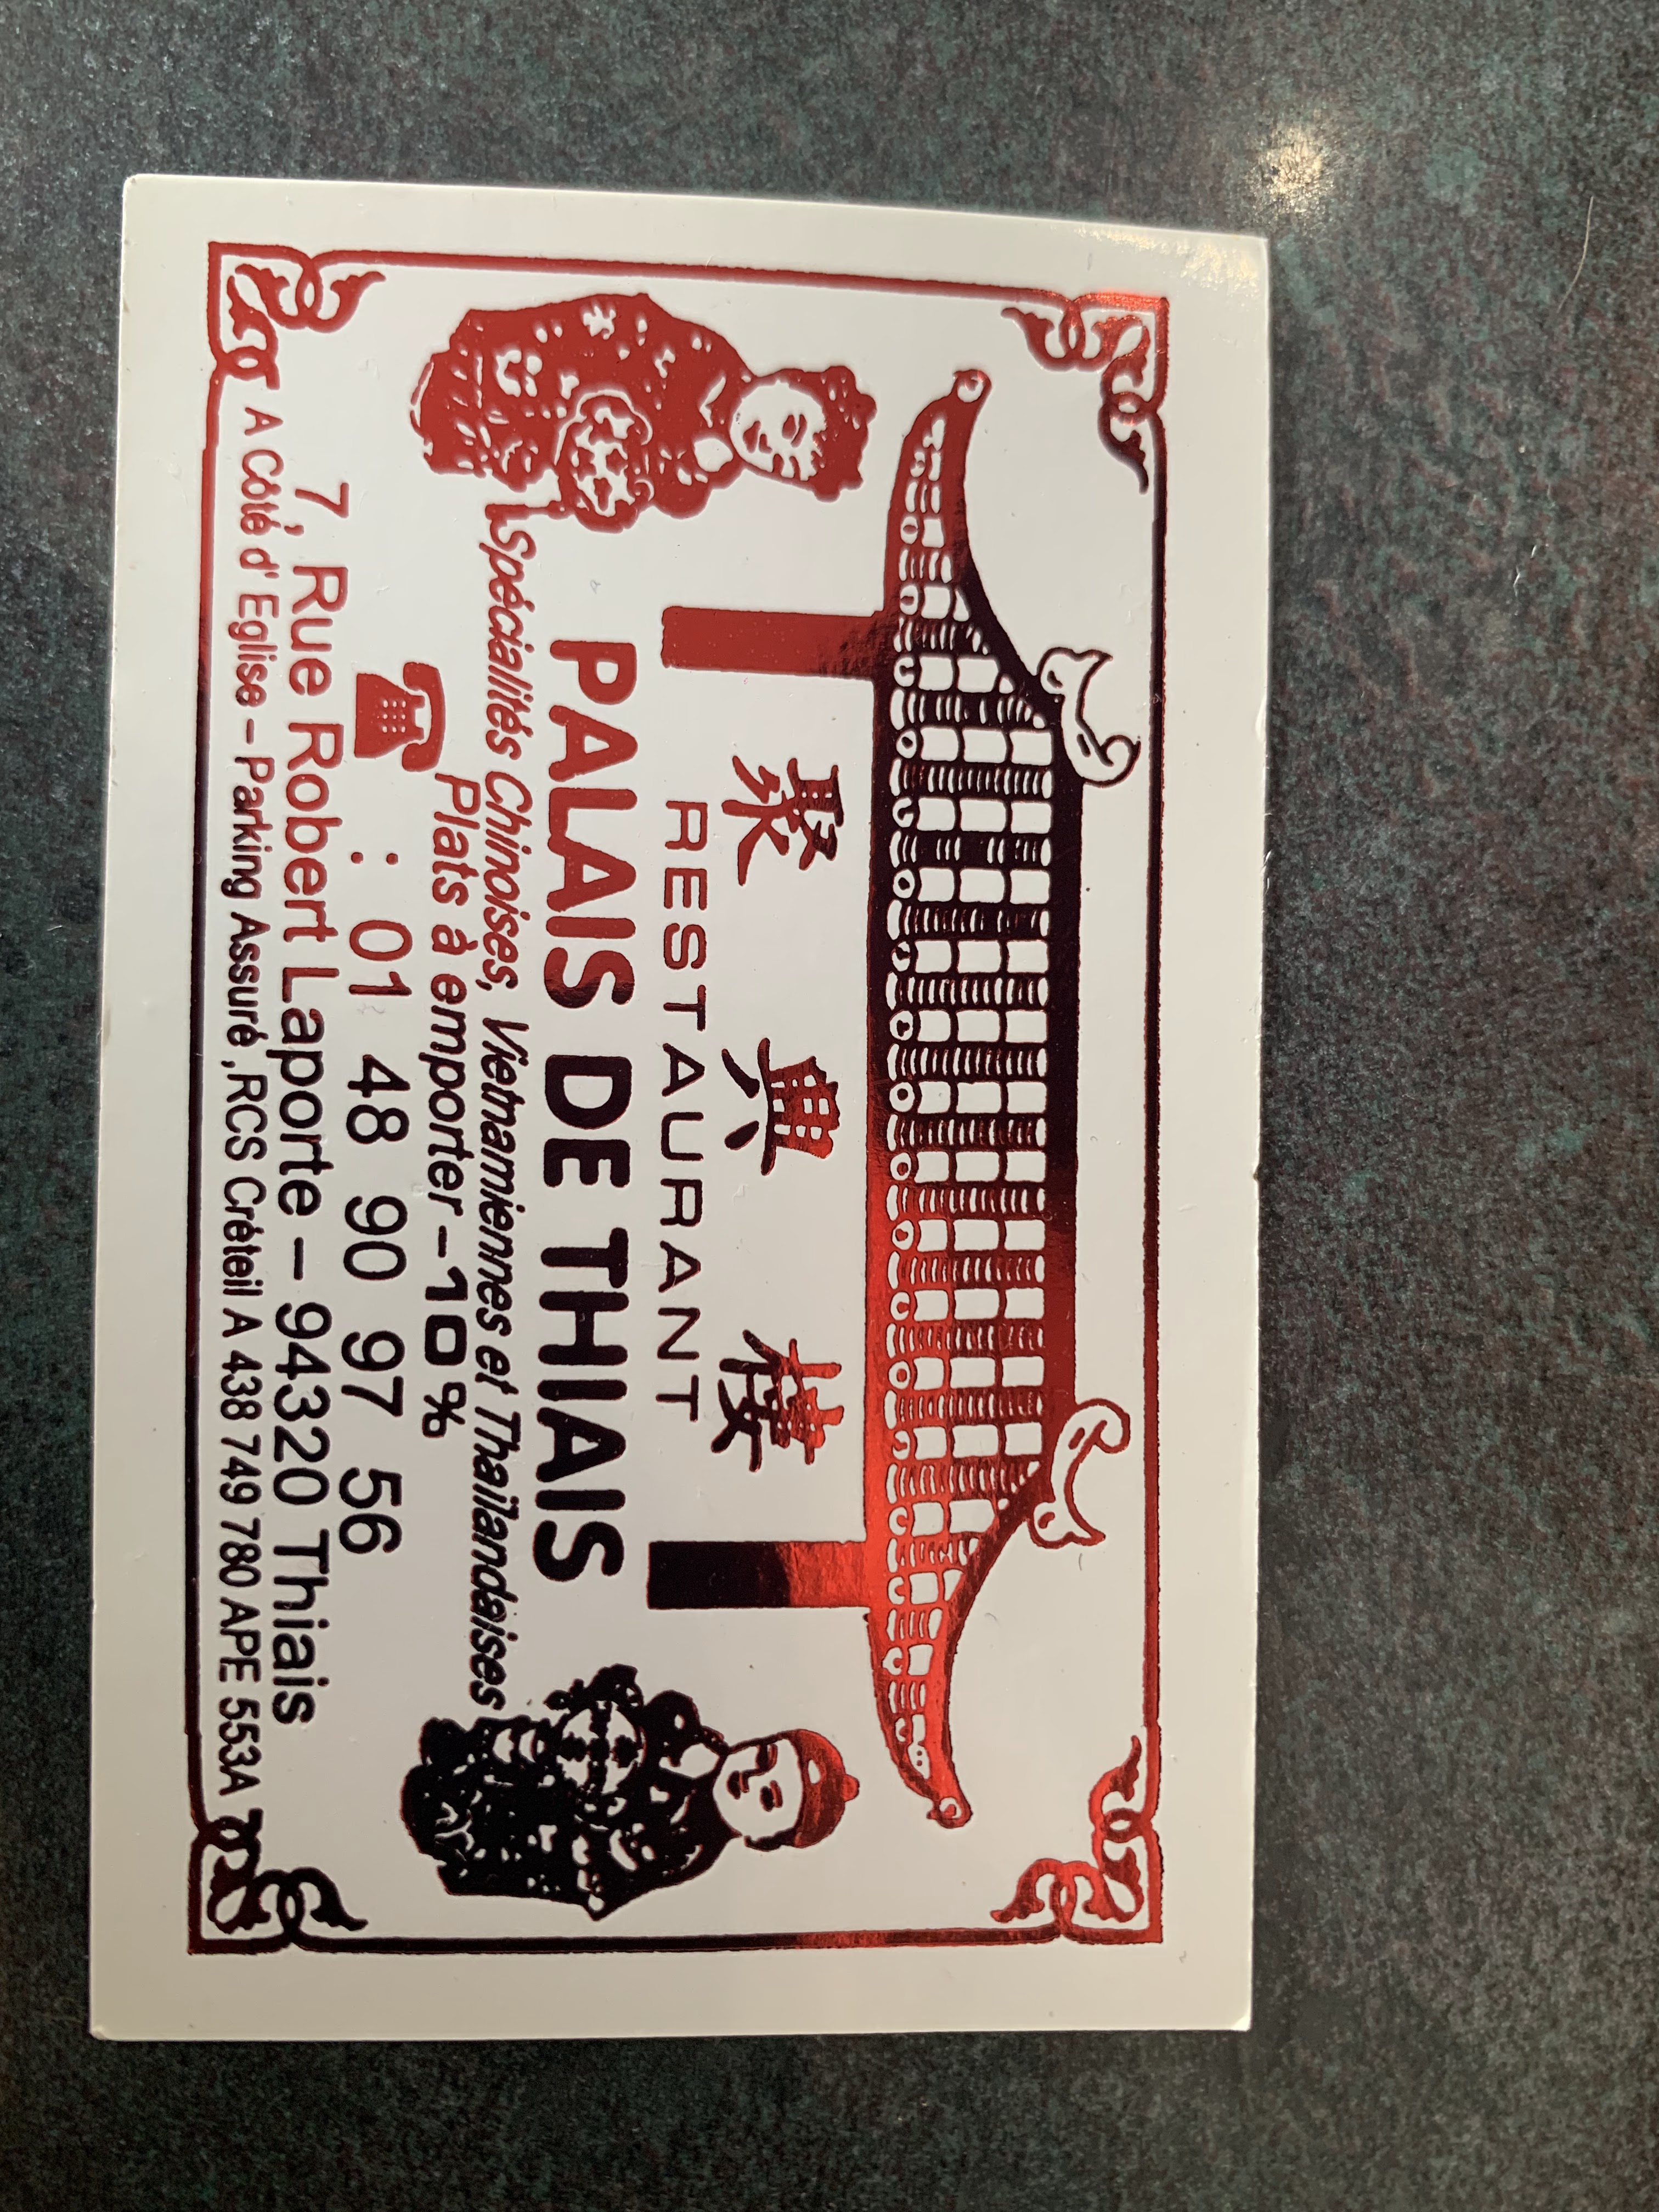 聚興樓
RESTAURANT
PALAIS DE THIAIS
Spécialités Chinoises, Vietnamiennes et Thaïlandaises
Plats à emporter -10%
: 01 48 90 97 56
7, Rue Robert Laporte - 94320 Thiais
A Côté d'Eglise - Parking Assuré ,RCS Créteil A 438 749 780 APE 553A